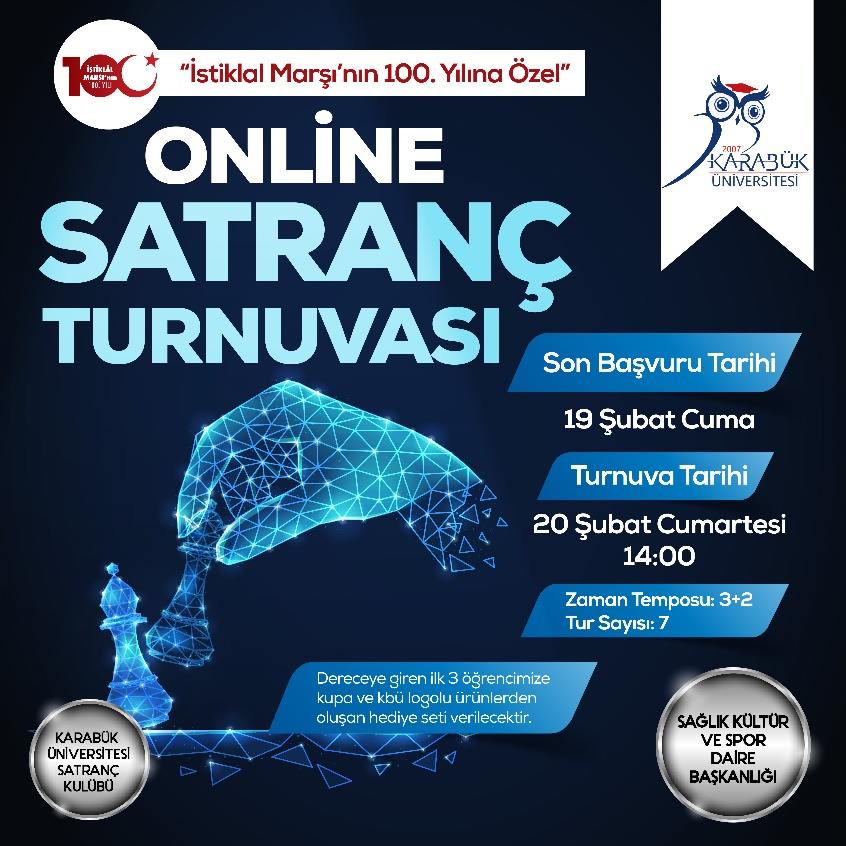 100
İSTİKLÂL
MARŞI'nın
100. YILI
“İstiklal Marşı’nın 100. Yılına Özel”
ONLİNE
SATRANÇ
TURNUVASI
2007
KARABÜK
ÜNİVERSİTESİ
Son Başvuru Tarihi
19 Şubat Cuma
Turnuva Tarihi
20 Şubat Cumartesi
14:00
Zaman Temposu: 3+2
Tur Sayısı: 7
Dereceye giren ilk 3 öğrencimize
kupa ve kbü logolu ürünlerden
oluşan hediye seti verilecektir.
KARABÜK
ÜNİVERSİTESİ
SATRANÇ
KULÜBÜ
SAĞLIK KÜLTÜR
VE SPOR
DAİRE
BAŞKANLIĞI